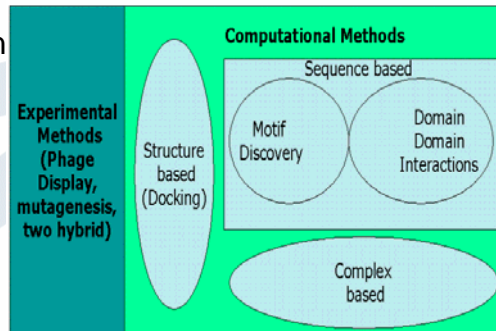 n
Experimental
Methods
(Phage
Display,
mutagenesis,
two hybrid)
Computational Methods
Structure
based
(Docking)
Sequence based
Motif
Discovery
Domain
Domain
Interactions
Complex
based